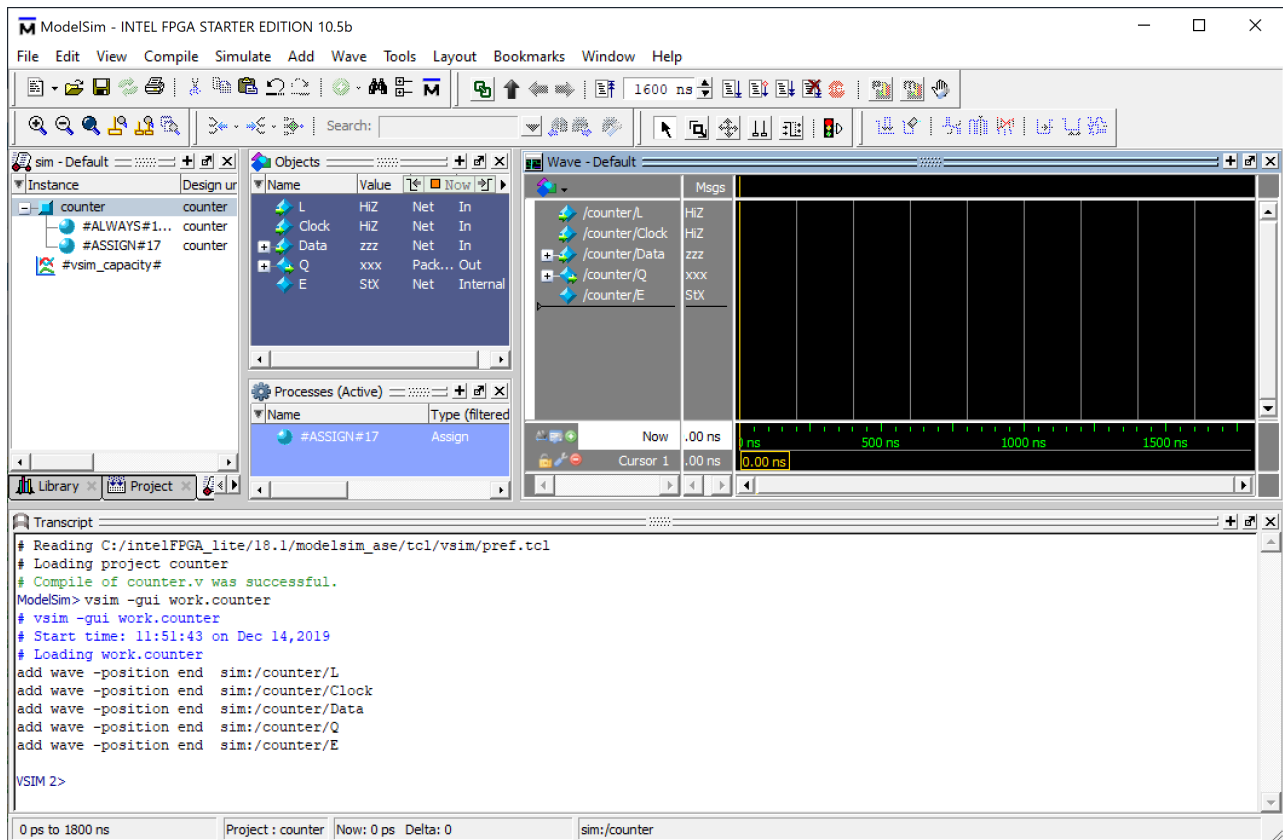 ModelSim - INTEL FPGA STARTER EDITION 10.5b
File Edit View Compile Simulate Add Wave Tools Layout Bookmarks Window Help
1600 ns
Search:
sim - Default
Instance Design ur
counter counter
#ALWAYS#1... counter
#ASSIGN#17 counter
#vsim_capacity#
Library Project
Objects
Name Value Now
L HiZ Net In
Clock HiZ Net In
Data zzz Net In
Q xxx Pack... Out
E StX Net Internal
Processes (Active)
Name Type (filtered
#ASSIGN#17 Assign
Wave - Default
Msgs
/counter/L HiZ
/counter/Clock HiZ
/counter/Data zzz
/counter/Q xxx
/counter/E StX
Now .00 ns
ns 500 ns 1000 ns 1500 ns
Cursor 1 .00 ns 0.00 ns
Transcript
# Reading C:/intelFPGA_lite/18.1/modelsim_ase/tcl/vsim/pref.tcl
# Loading project counter
# Compile of counter.v was successful.
ModelSim> vsim -gui work.counter
# vsim -gui work.counter
# Start time: 11:51:43 on Dec 14,2019
# Loading work.counter
add wave -position end  sim:/counter/L
add wave -position end  sim:/counter/Clock
add wave -position end  sim:/counter/Data
add wave -position end  sim:/counter/Q
add wave -position end  sim:/counter/E
VSIM 2>
0 ps to 1800 ns Project : counter Now: 0 ps Delta: 0 sim:/counter